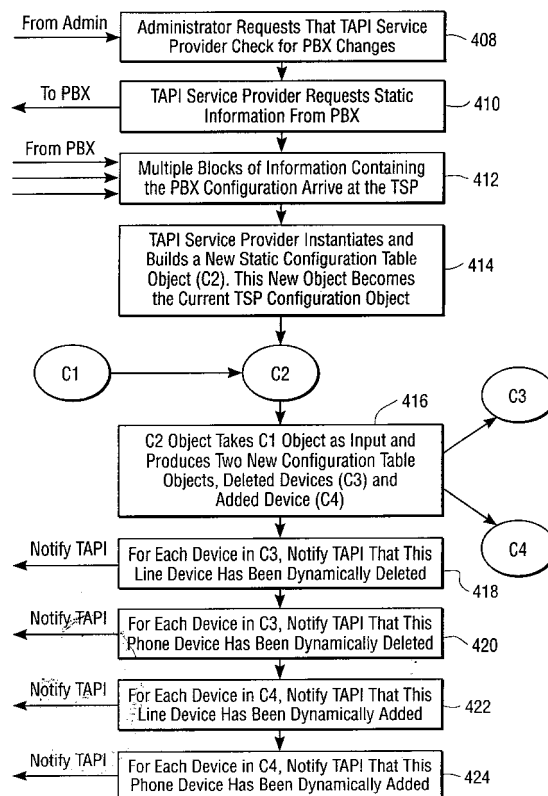 From Admin
Administrator Requests That TAPI Service
Provider Check for PBX Changes
408
To PBX
TAPI Service Provider Requests Static
Information From PBX
410
From PBX
Multiple Blocks of Information Containing
the PBX Configuration Arrive at the TSP
412
TAPI Service Provider Instantiates and
Builds a New Static Configuration Table
Object (C2). This New Object Becomes
the Current TSP Configuration Object
414
C1
C2
C3
416
C2 Object Takes C1 Object as Input and
Produces Two New Configuration Table
Objects, Deleted Devices (C3) and
Added Device (C4)
C4
Notify TAPI
For Each Device in C3, Notify TAPI That This
Line Device Has Been Dynamically Deleted
418
Notify TAPI
For Each Device in C3, Notify TAPI That This
Phone Device Has Been Dynamically Deleted
420
Notify TAPI
For Each Device in C4, Notify TAPI That This
Line Device Has Been Dynamically Added
422
Notify TAPI
For Each Device in C4, Notify TAPI That This
Phone Device Has Been Dynamically Added
424